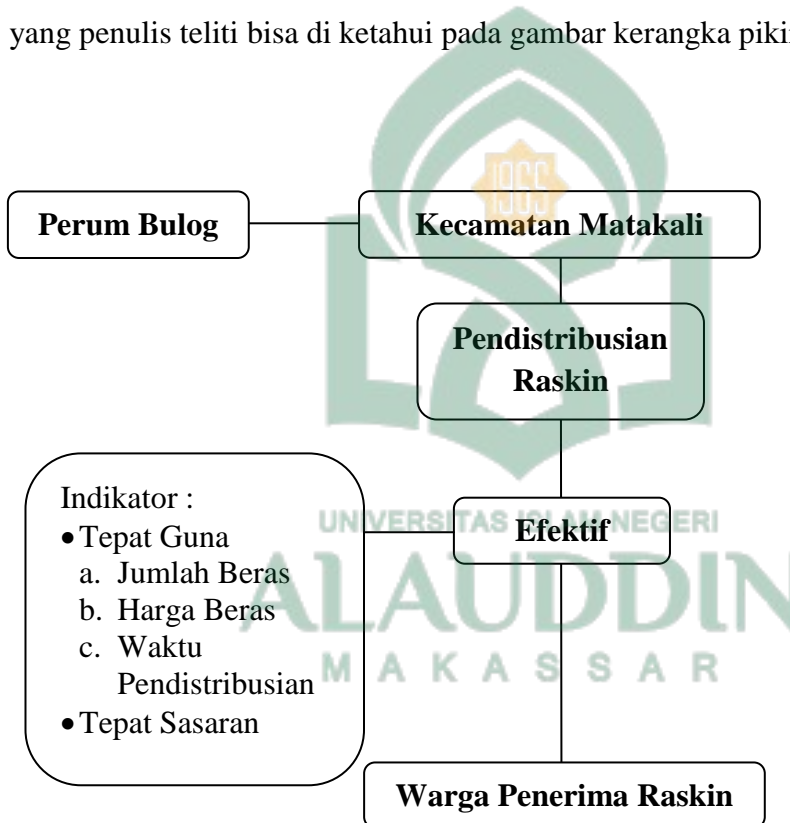 yang penulis teliti bisa di ketahui pada gambar kerangka pikir
1965
Perum Bulog
Kecamatan Matakali
Pendistribusian
Raskin
Indikator :
•Tepat Guna
a. Jumlah Beras
b. Harga Beras
c. Waktu
Pendistribusian
•Tepat Sasaran
Efektif
UNIVERSITAS ISLAM NEGERI
ALAUDDIN
MAKASSAR
Warga Penerima Raskin